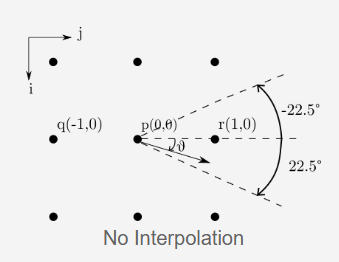 j
i
q(-1,0)
p(0,0)
r(1,0)
ϑ
-22.5°
22.5°
No Interpolation